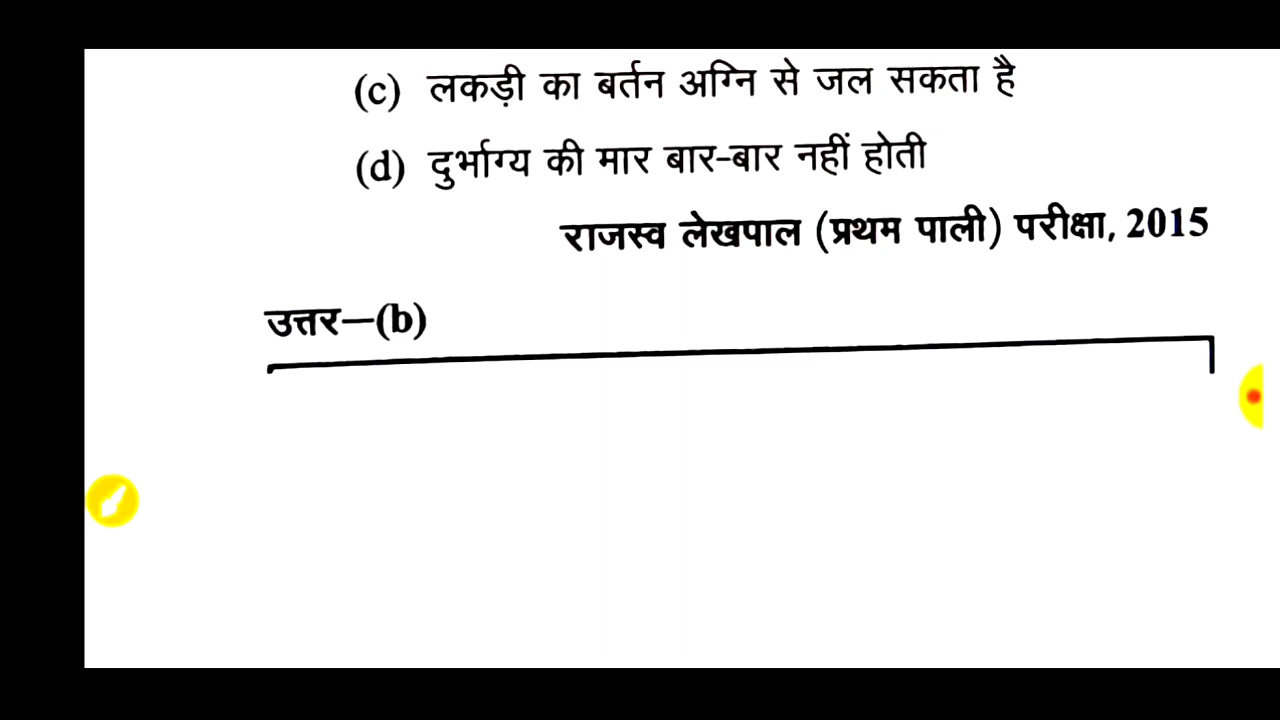 (c) लकड़ी का बर्तन अग्नि से जल सकता है
(d) दुर्भाग्य की मार बार-बार नहीं होती
राजस्व लेखपाल (प्रथम पाली) परीक्षा, 2015
उत्तर—(b)